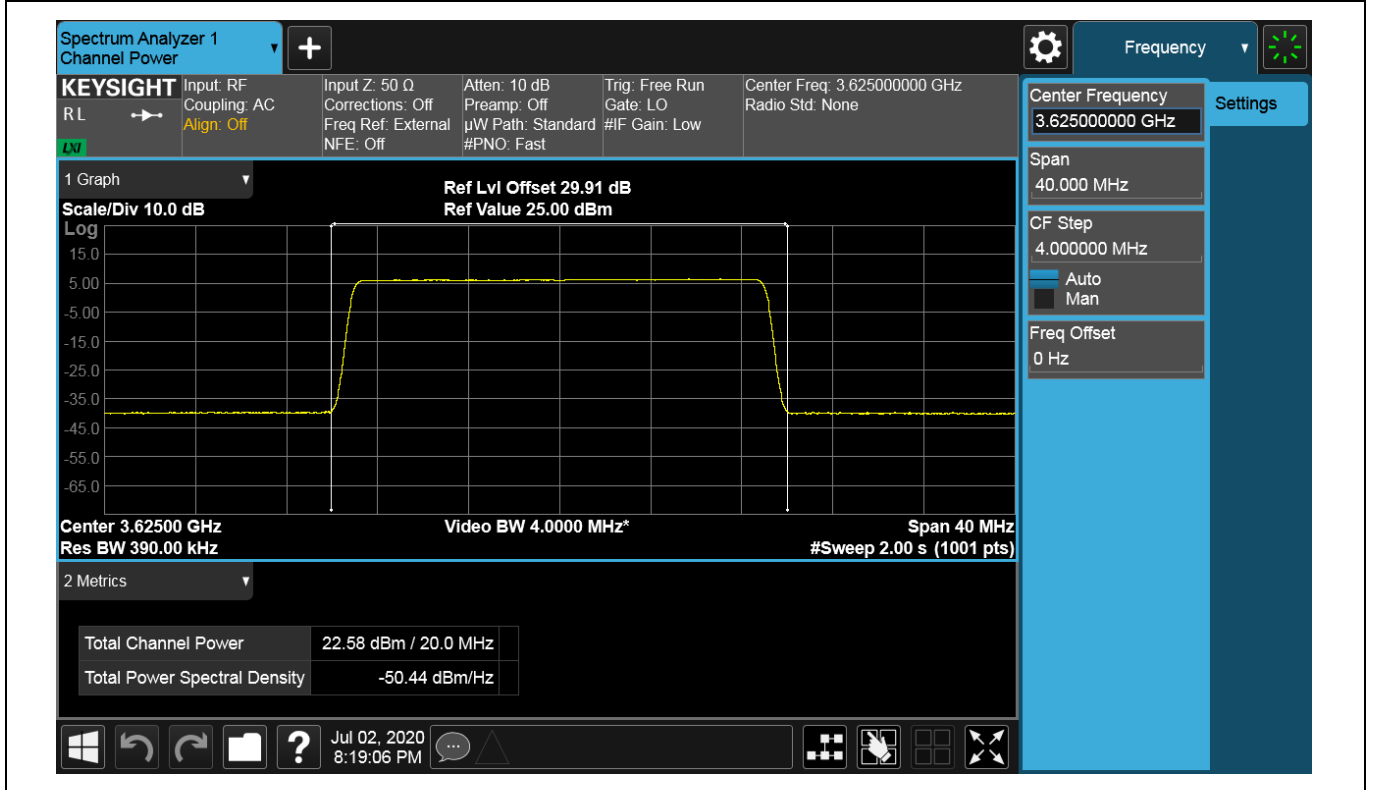 Spectrum Analyzer 1
Channel Power
+
Frequency
KEYSIGHT
RL
LXI
Input: RF
Coupling: AC
Align: Off
Input Z: 50 Ω
Corrections: Off
Freq Ref: External
NFE: Off
Atten: 10 dB
Preamp: Off
µW Path: Standard
#PNO: Fast
Trig: Free Run
Gate: LO
#IF Gain: Low
Center Freq: 3.625000000 GHz
Radio Std: None
Center Frequency
3.625000000 GHz
Settings
Span
40.000 MHz
CF Step
4.000000 MHz
Auto
Man
Freq Offset
0 Hz
1 Graph
Scale/Div 10.0 dB
Ref Lvl Offset 29.91 dB
Ref Value 25.00 dBm
Log
15.0
5.00
-5.00
-15.0
-25.0
-35.0
-45.0
-55.0
-65.0
Center 3.62500 GHz
Video BW 4.0000 MHz*
Span 40 MHz
Res BW 390.00 kHz
#Sweep 2.00 s (1001 pts)
2 Metrics
Total Channel Power 22.58 dBm / 20.0 MHz
Total Power Spectral Density -50.44 dBm/Hz
?
Jul 02, 2020
8:19:06 PM